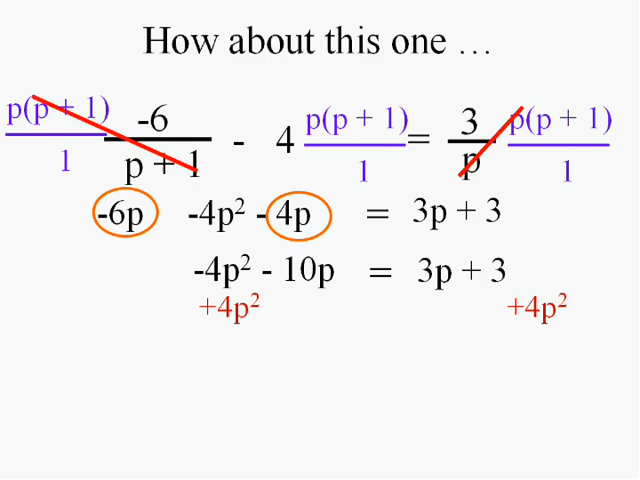 How about this one ...
p(p + 1)/1 -6/p + 1 - 4 p(p + 1)/1 = 3/p p(p + 1)/1
-6p -4p² - 4p = 3p + 3
-4p² - 10p = 3p + 3
+4p² +4p²